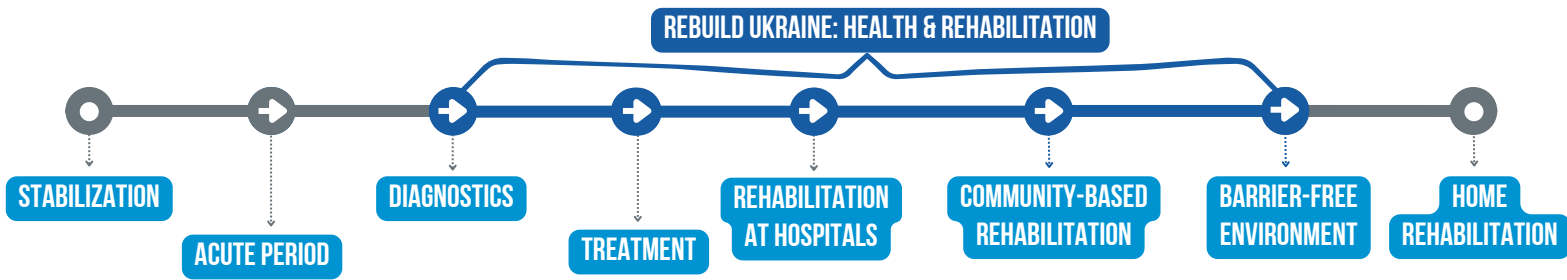 REBUILD UKRAINE: HEALTH & REHABILITATION
STABILIZATION
ACUTE PERIOD
DIAGNOSTICS
TREATMENT
REHABILITATION
AT HOSPITALS
COMMUNITY-BASED
REHABILITATION
BARRIER-FREE
ENVIRONMENT
HOME
REHABILITATION